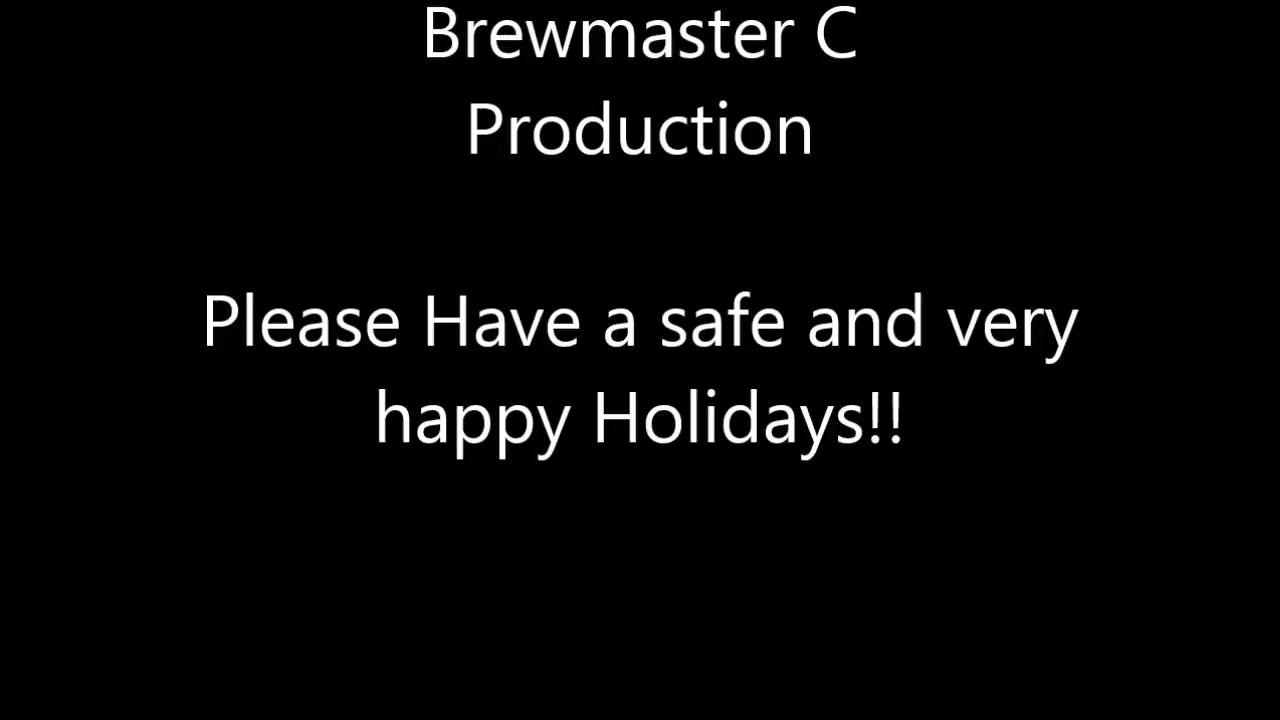 Brewmaster C
Production
Please Have a safe and very
happy Holidays!!